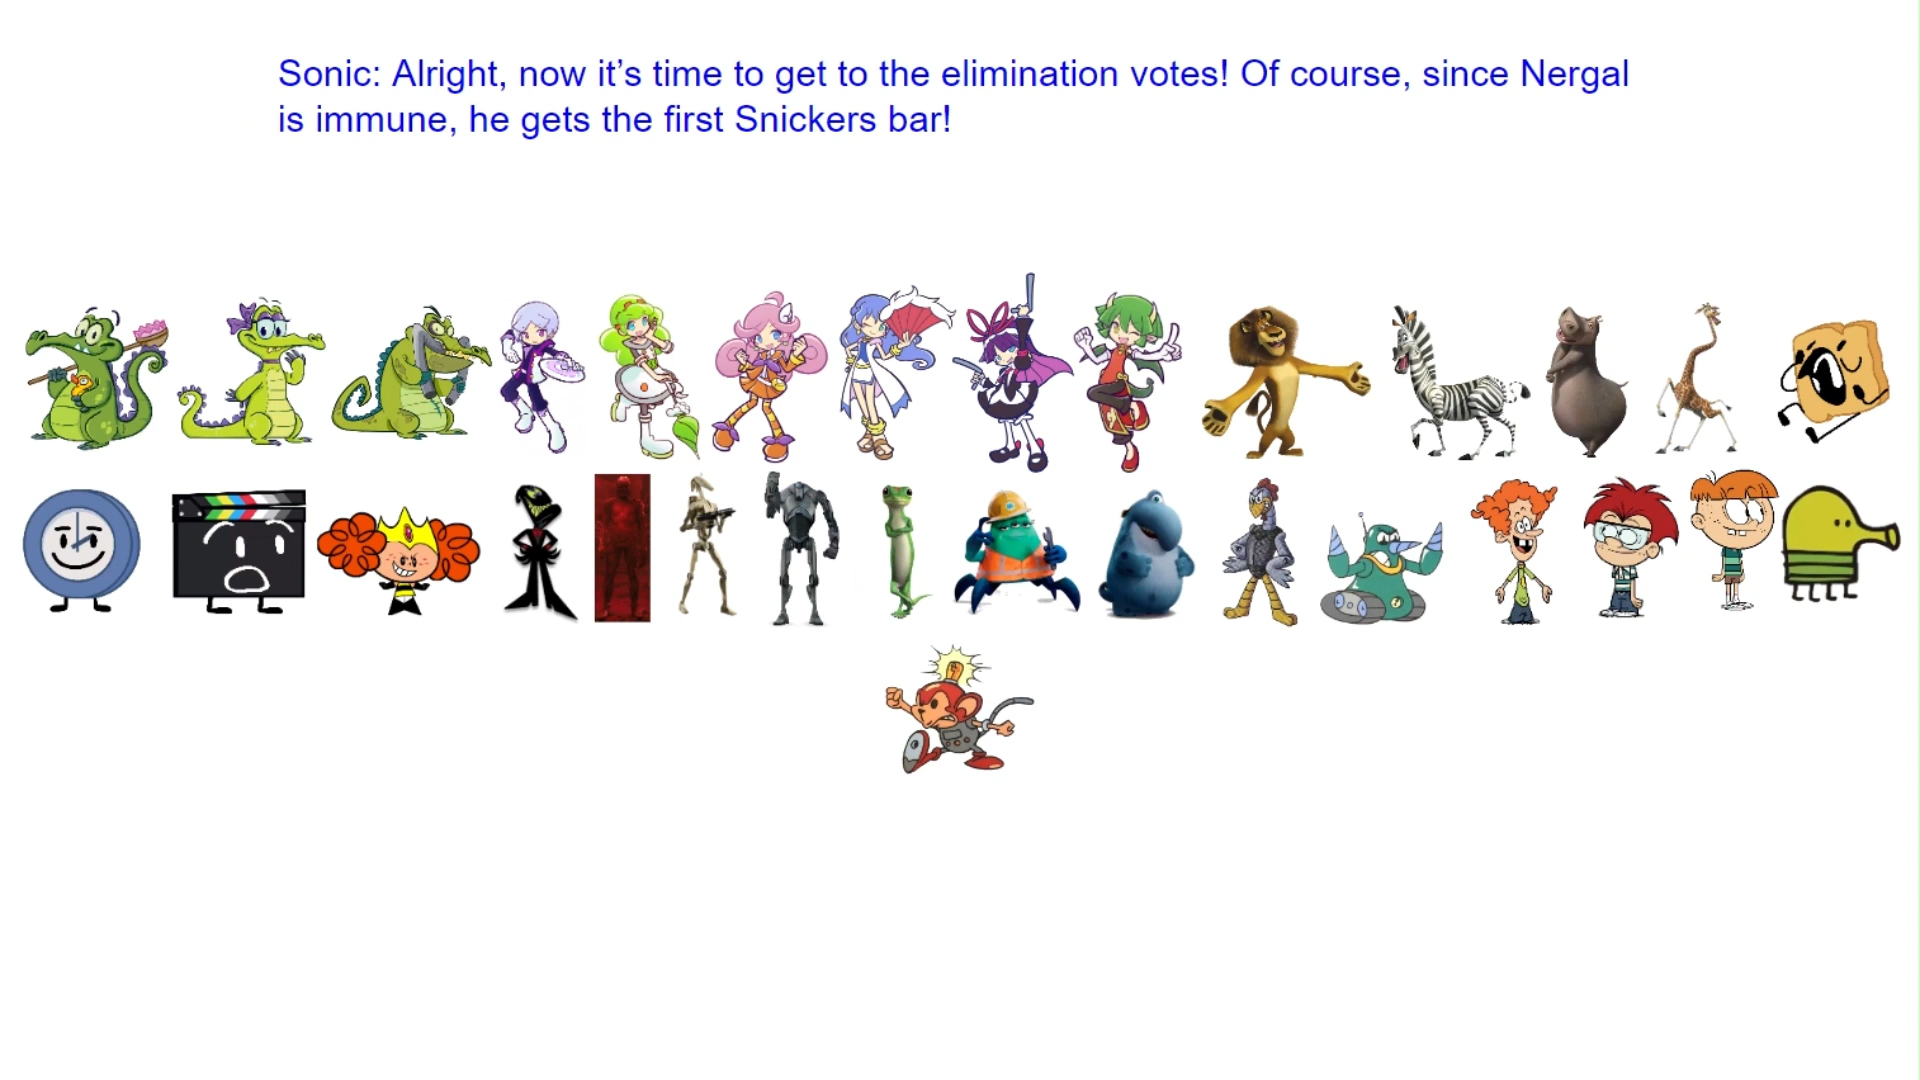 Sonic: Alright, now it’s time to get to the elimination votes! Of course, since Nergal
is immune, he gets the first Snickers bar!